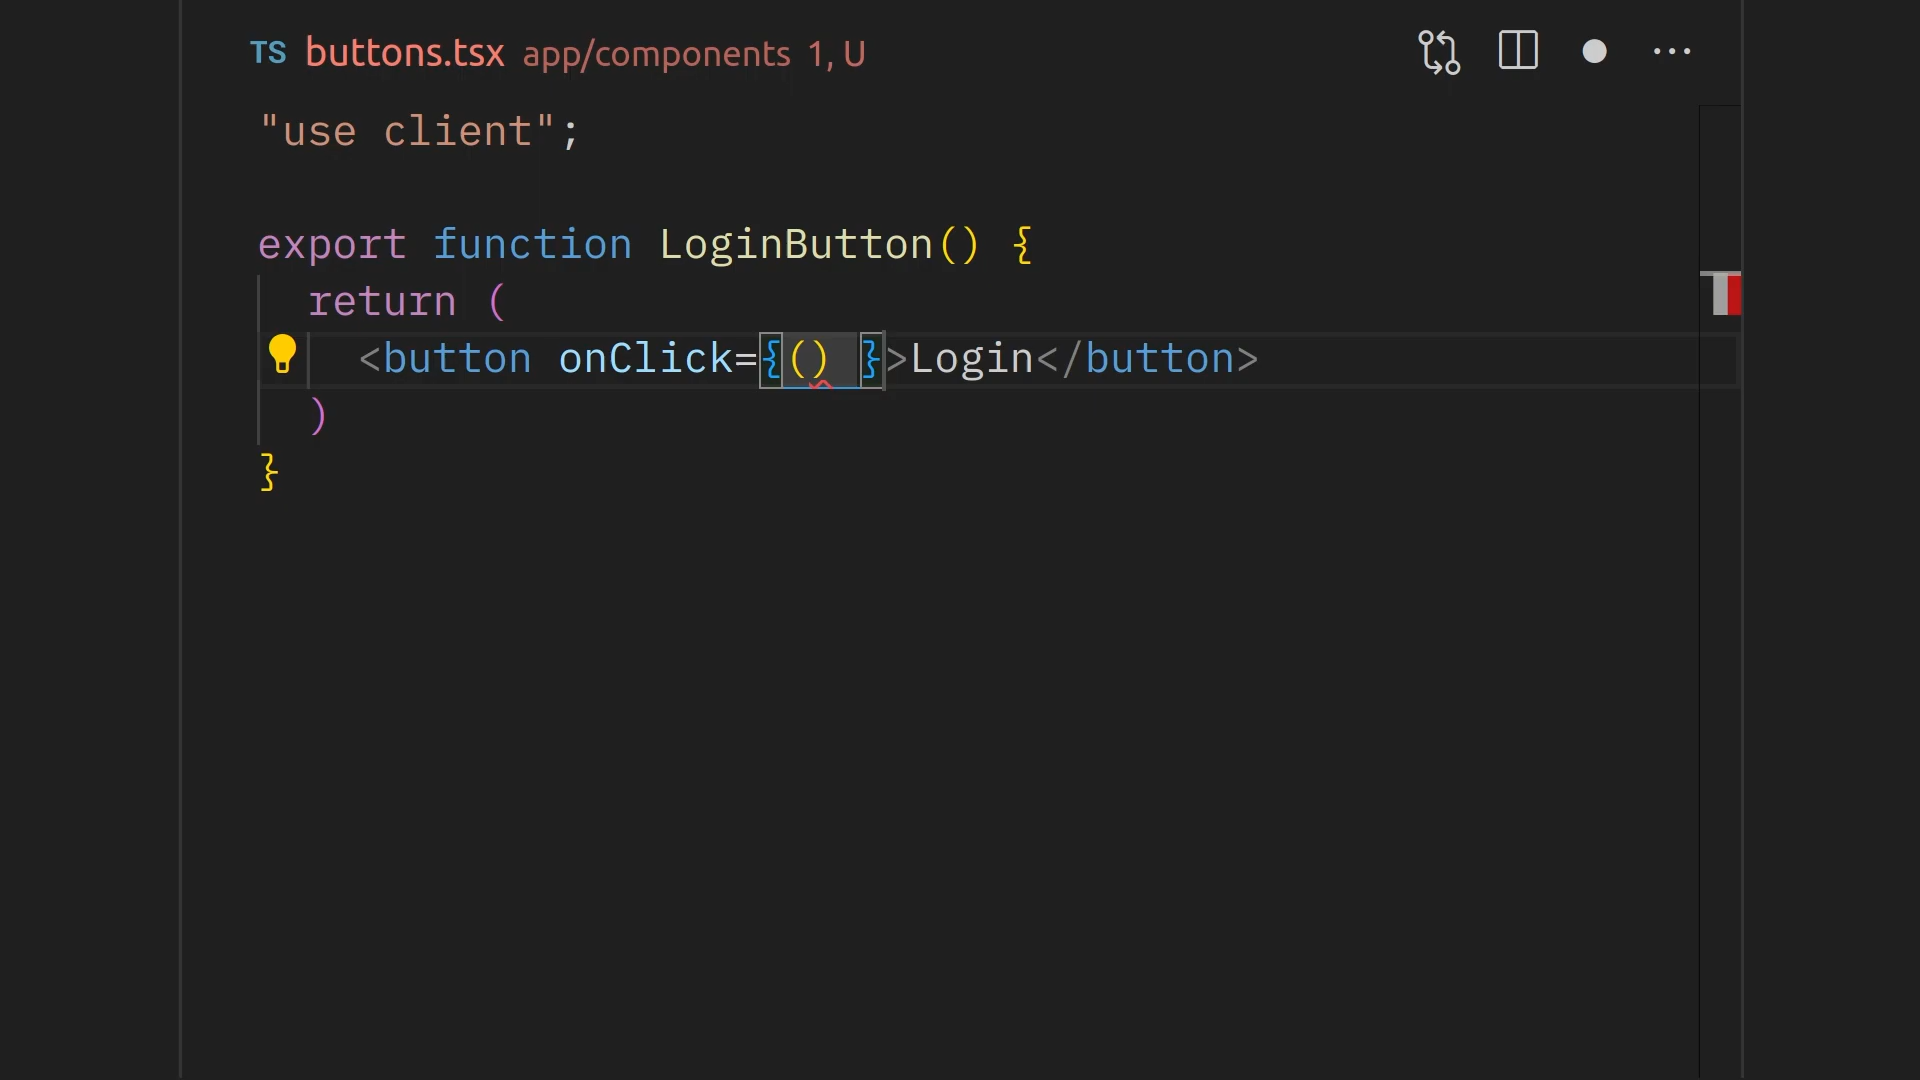 TS buttons.tsx app/components 1, U
"use client";
export function LoginButton() {
  return (
    <button onClick={() }>Login</button>
  )
}